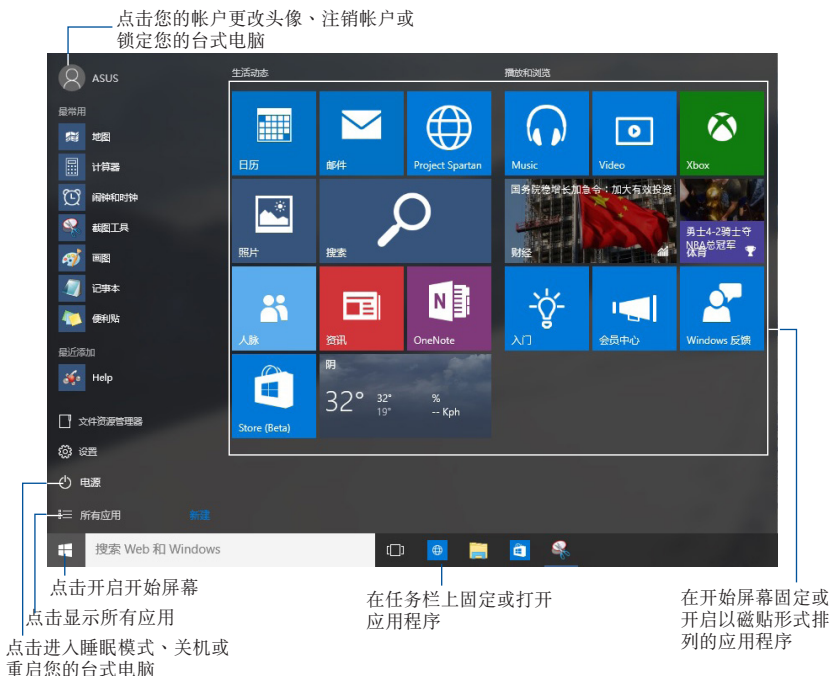 点击您的帐户更改头像、注销帐户或
锁定您的台式电脑
ASUS
生活动态
播放和浏览
最常用
地图
计算器
闹钟和时钟
截图工具
画图
记事本
便利贴
最近添加
Help
文件资源管理器
设置
电源
所有应用
新建
日历
邮件
Project Spartan
Music
Video
Xbox
照片
搜索
国务院稳增长加急令：加大有效投资
财经
勇士4-2骑士夺
NBA总冠军
体育
人脉
资讯
OneNote
入门
会员中心
Windows 反馈
Store (Beta)
阴
32°
32°
19°
%
-- Kph
搜索 Web 和 Windows
点击开启开始屏幕
点击显示所有应用
点击进入睡眠模式、关机或
重启您的台式电脑
在任务栏上固定或打开
应用程序
在开始屏幕固定或
开启以磁贴形式排
列的应用程序